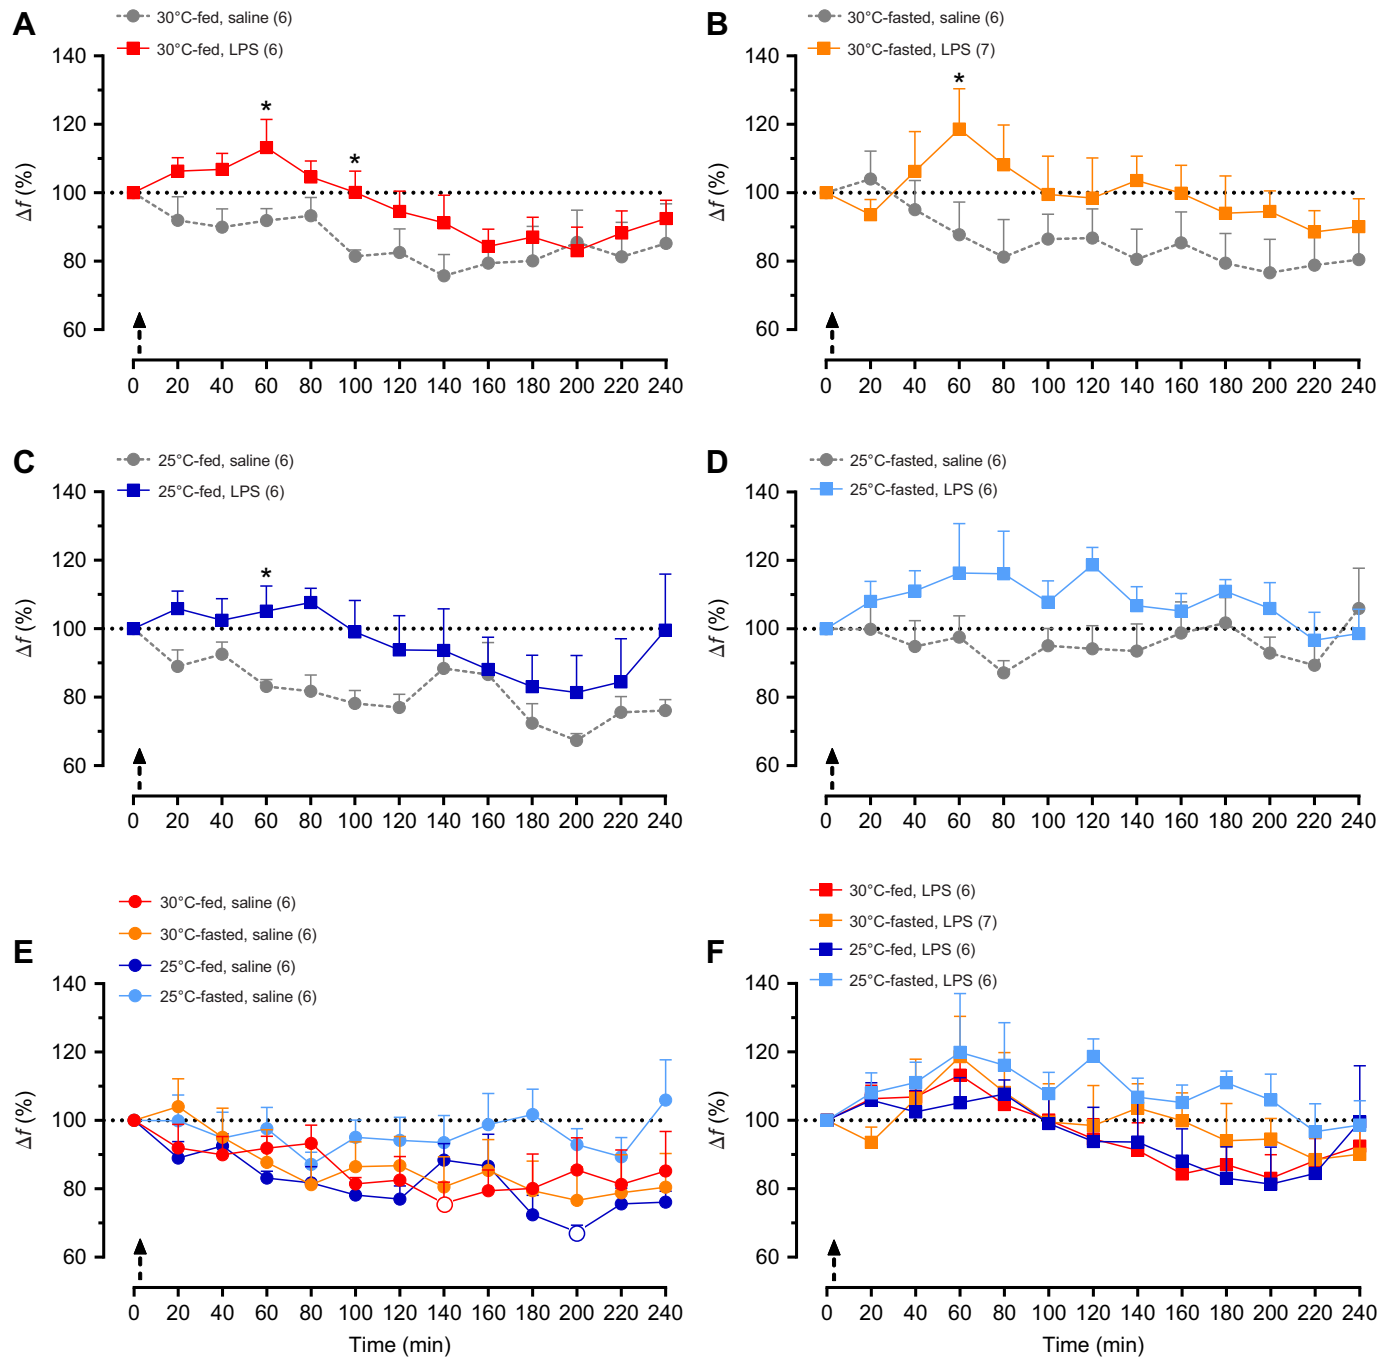 A
30°C-fed, saline (6)
30°C-fed, LPS (6)
140
120
100
80
60
Δf (%)
*
*
0 20 40 60 80 100 120 140 160 180 200 220 240
B
30°C-fasted, saline (6)
30°C-fasted, LPS (7)
140
120
100
80
60
Δf (%)
*
0 20 40 60 80 100 120 140 160 180 200 220 240
C
25°C-fed, saline (6)
25°C-fed, LPS (6)
140
120
100
80
60
Δf (%)
*
0 20 40 60 80 100 120 140 160 180 200 220 240
D
25°C-fasted, saline (6)
25°C-fasted, LPS (6)
140
120
100
80
60
Δf (%)
0 20 40 60 80 100 120 140 160 180 200 220 240
E
30°C-fed, saline (6)
30°C-fasted, saline (6)
25°C-fed, saline (6)
25°C-fasted, saline (6)
140
120
100
80
60
Δf (%)
0 20 40 60 80 100 120 140 160 180 200 220 240
Time (min)
F
30°C-fed, LPS (6)
30°C-fasted, LPS (7)
25°C-fed, LPS (6)
25°C-fasted, LPS (6)
140
120
100
80
60
Δf (%)
0 20 40 60 80 100 120 140 160 180 200 220 240
Time (min)